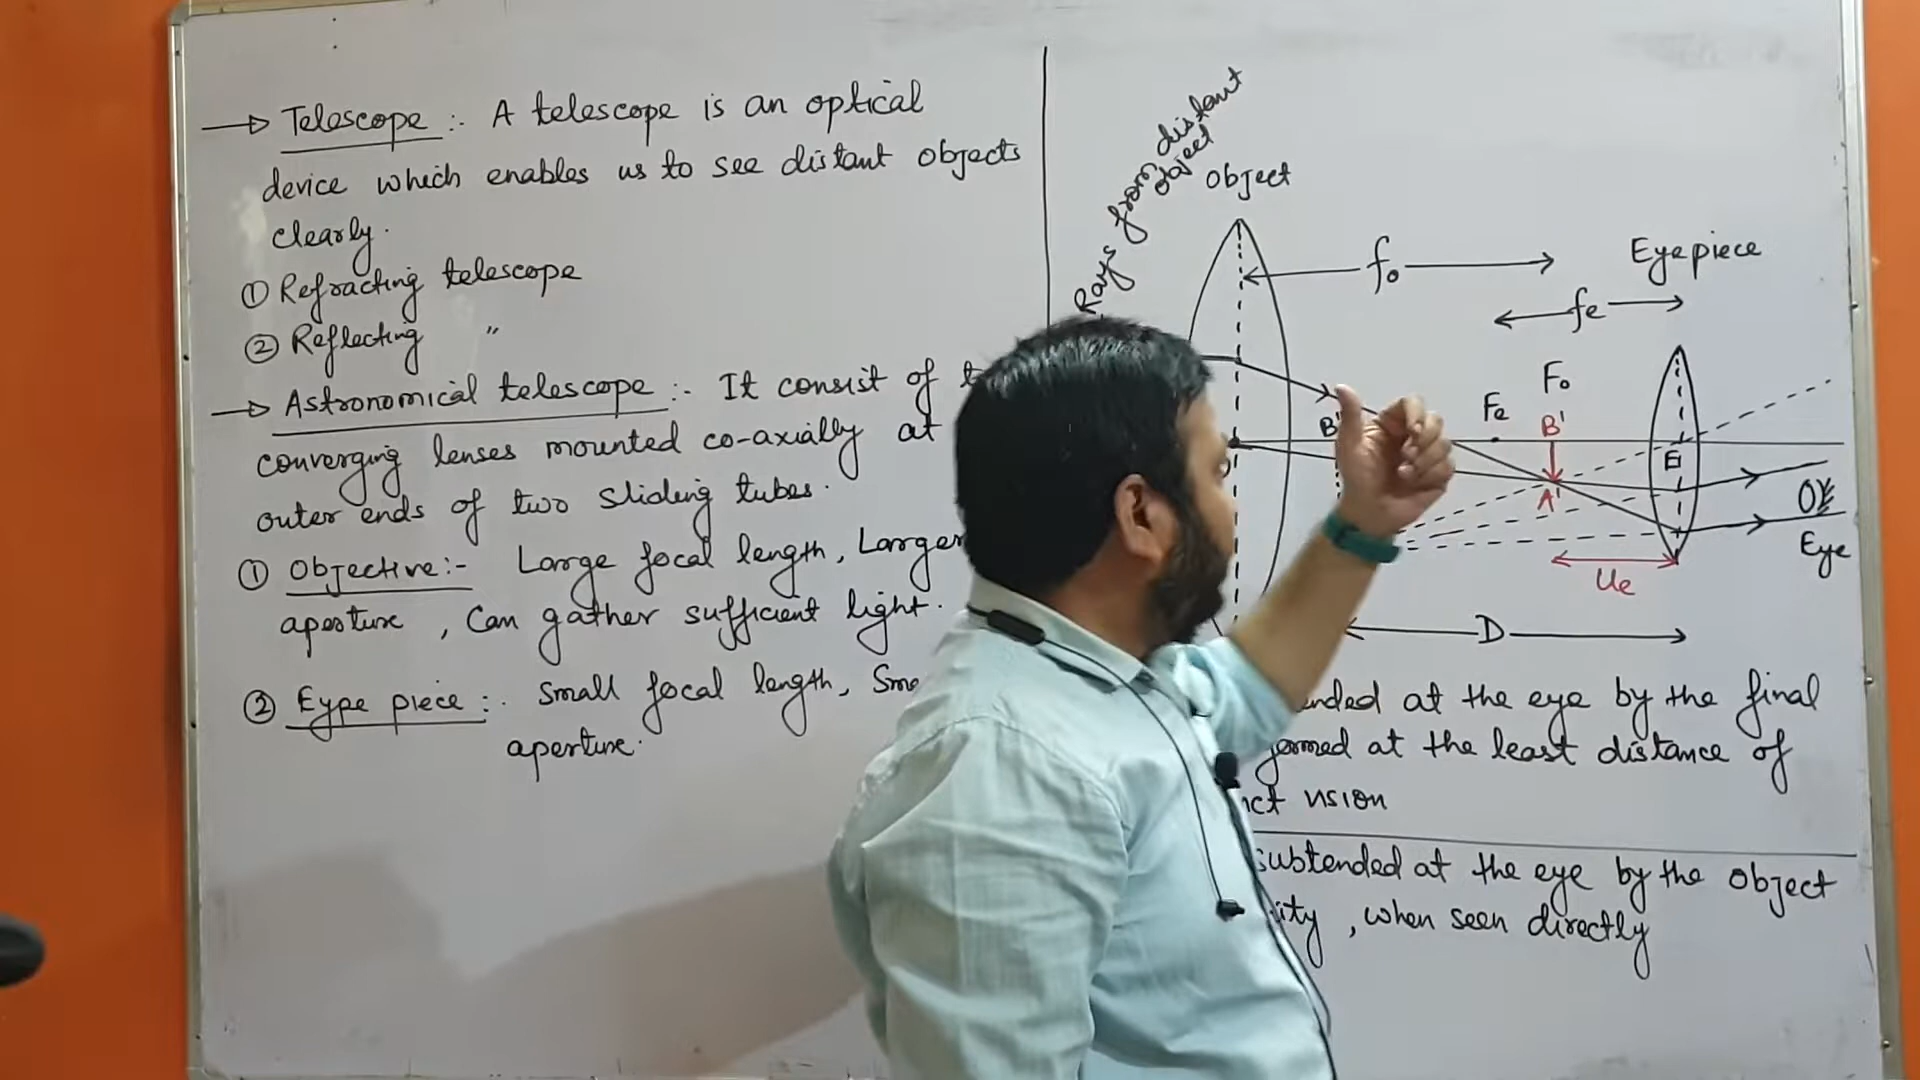 → Telescope :- A telescope is an optical
device which enables us to see distant objects
clearly.
① Refracting telescope
② Reflecting "
→ Astronomical telescope :- It consist of
converging lenses mounted co-axially at
outer ends of two sliding tubes.
① Objective :- Large focal length, Larger
aperture, Can gather sufficient light.
② Eype piece :- Small focal length,
aperture.
Rays from distant
object
Object
fo
Eyepiece
fe
Fo
Fe
B'
B"
E
A'
Eye
ue
D
at the eye by the final
at the least distance of
vision
subtended at the eye by the object
, when seen directly